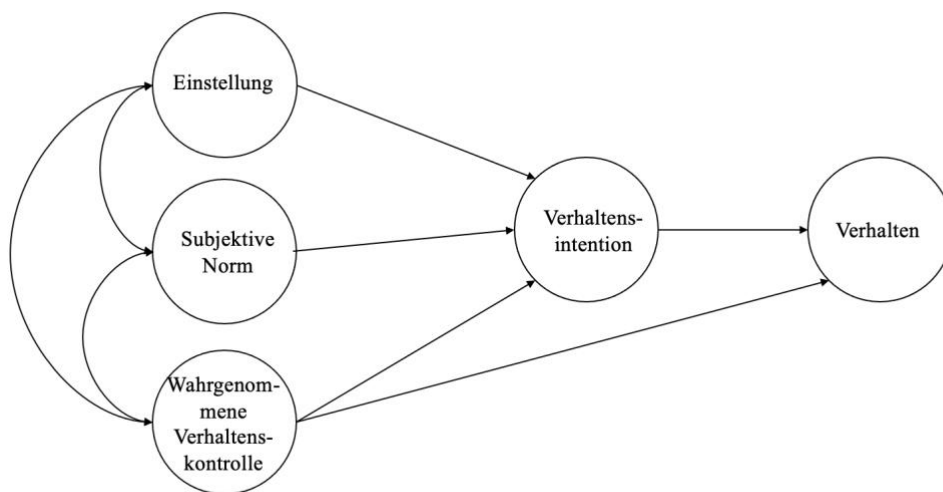 Einstellung
Subjektive
Norm
Wahrgenom-
mene
Verhaltens-
kontrolle
Verhaltens-
intention
Verhalten